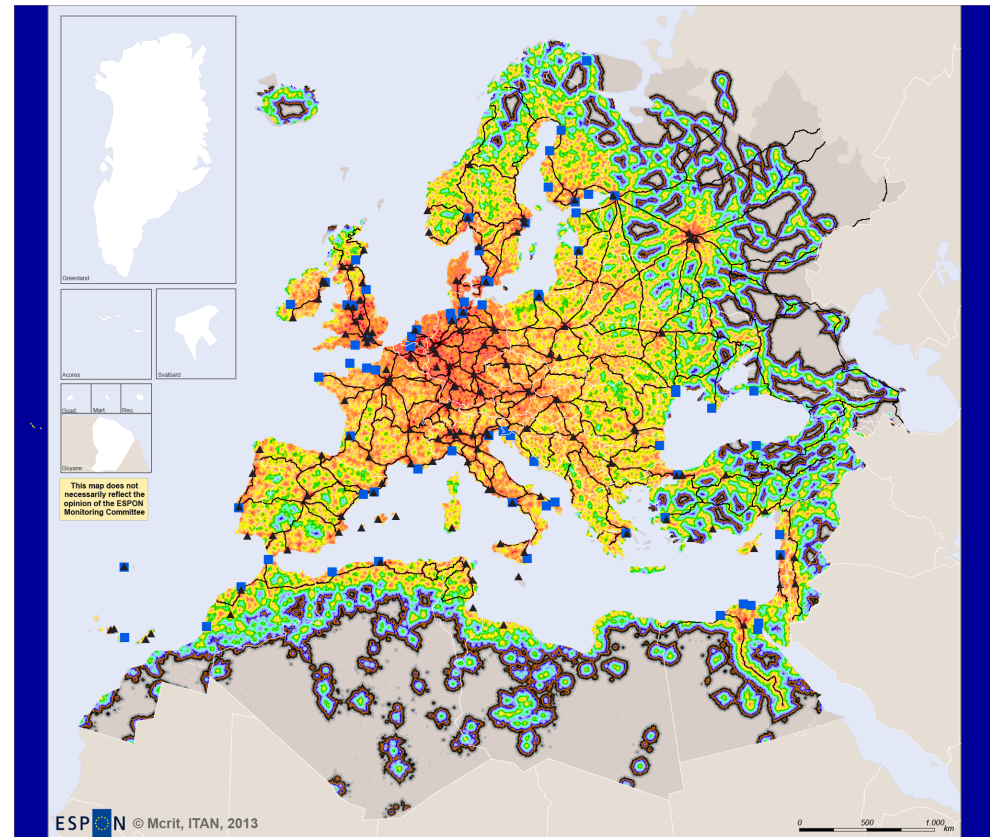 Greenland
Acores
Svalbard
Guad.
Mart.
Reu.
Guyane
This map does not
necessarily reflect the
opinion of the ESPON
Monitoring Committee
ESPON © Mcrit, ITAN, 2013
0 500 1.000
km